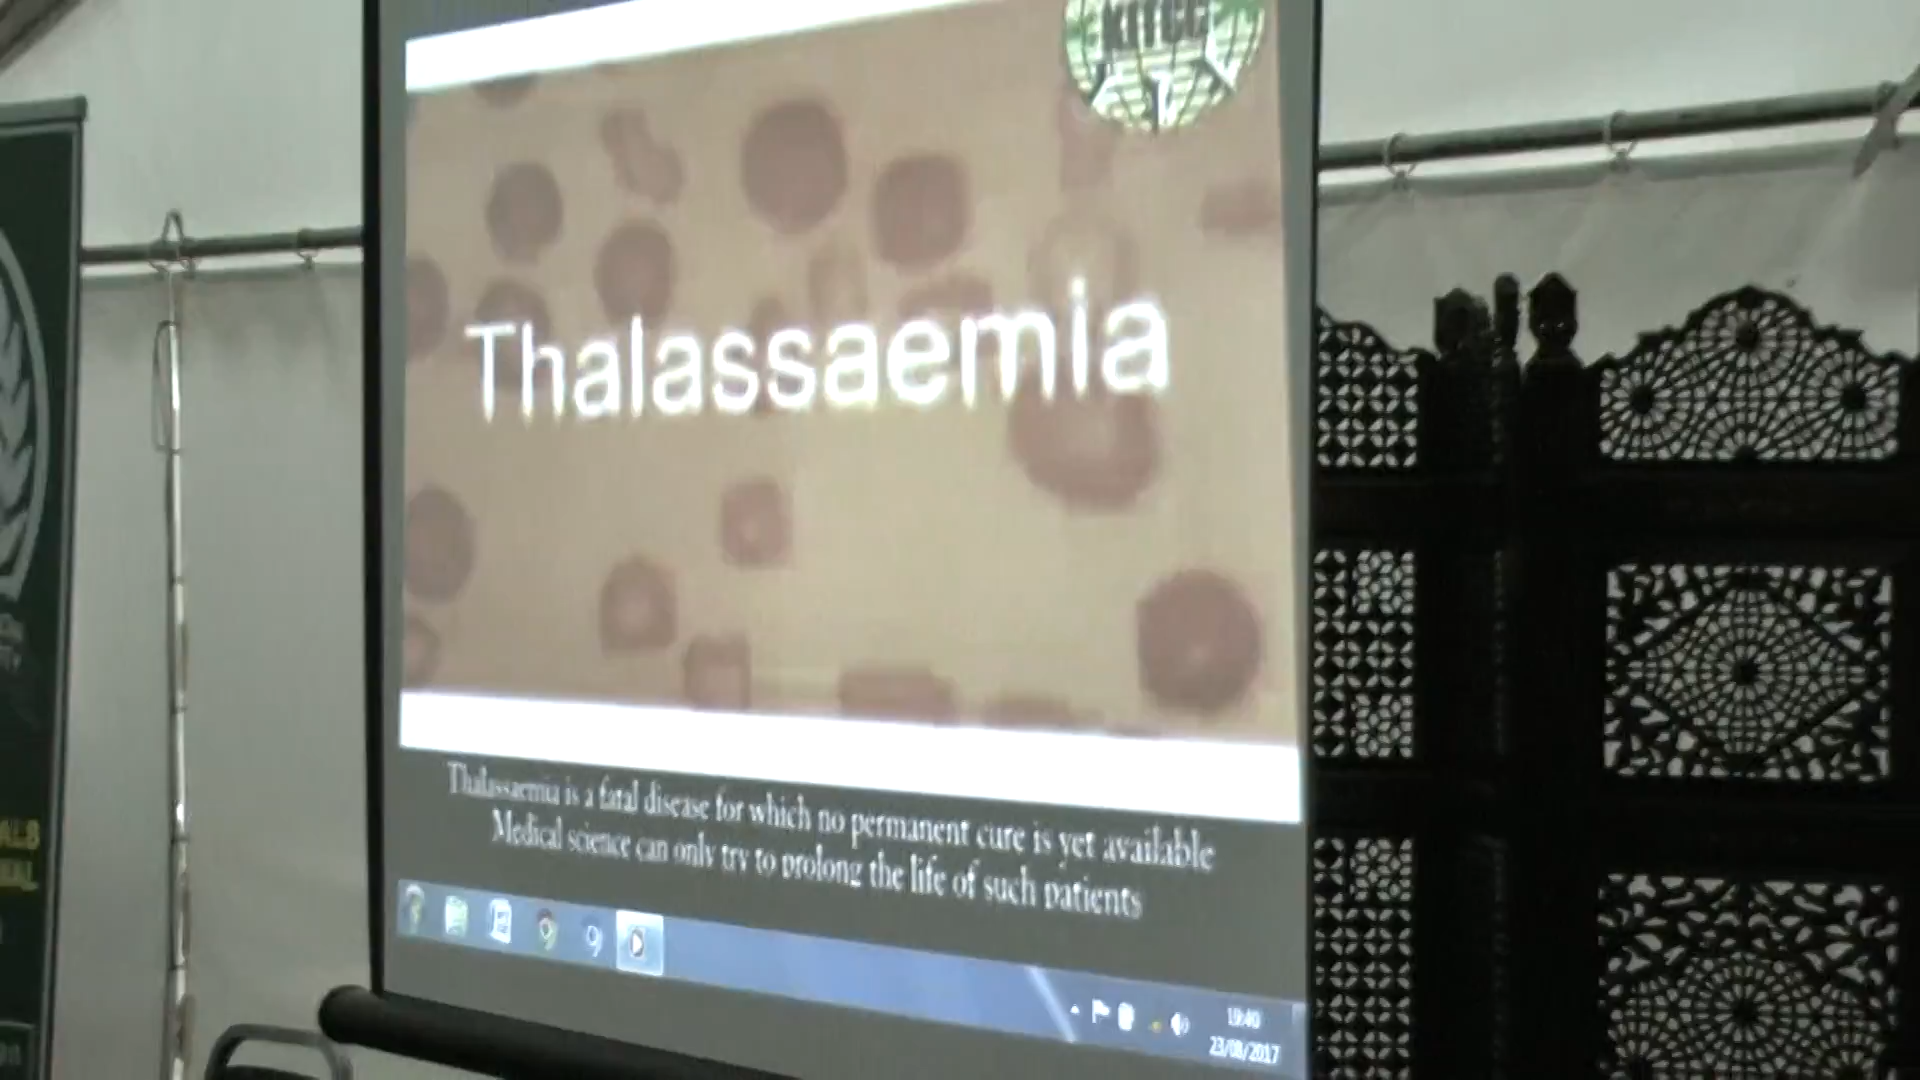 KITCC
Thalassaemia
Thalassaemia is a fatal disease for which no permanent cure is yet available
Medical science can only try to prolong the life of such patients
19:40
23/08/2017